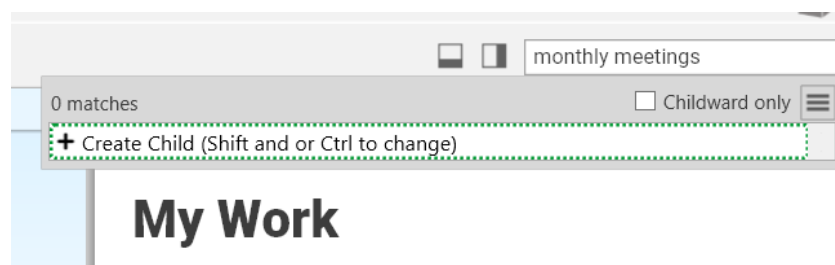 monthly meetings
0 matches
Childward only
+ Create Child (Shift and or Ctrl to change)
My Work